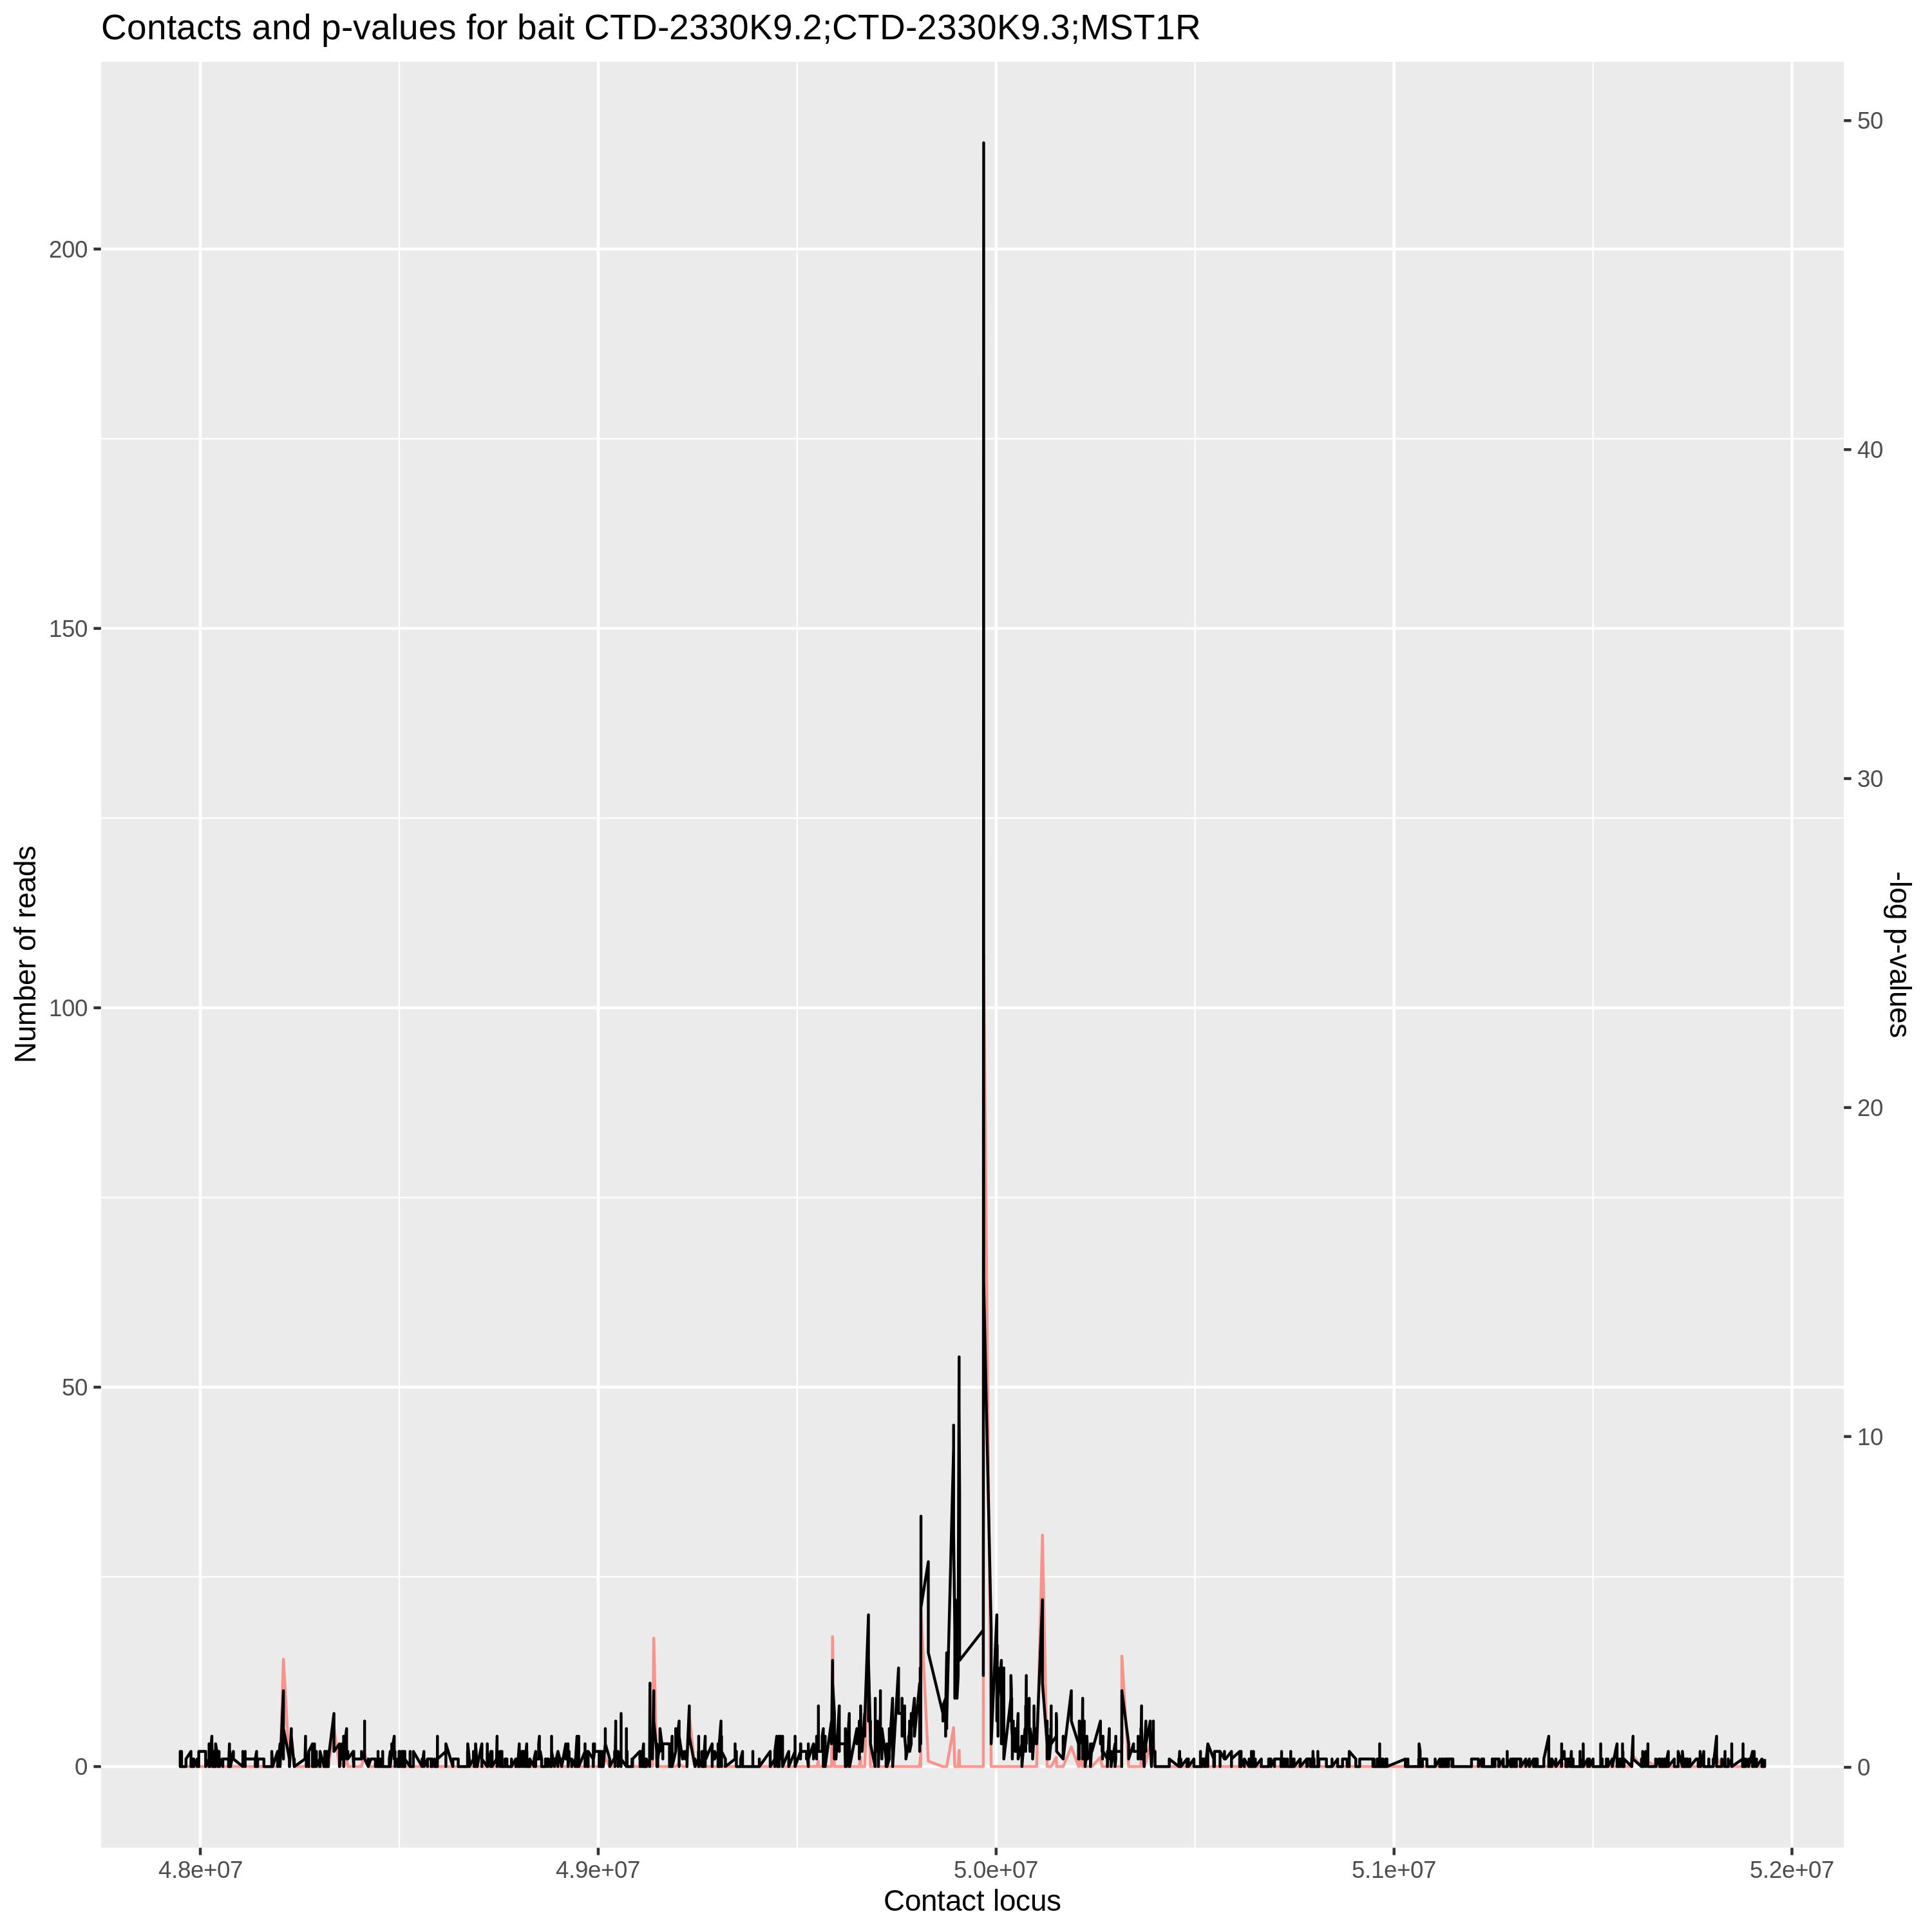 Contacts and p-values for bait CTD-2330K9.2;CTD-2330K9.3;MST1R
Number of reads
200
150
100
50
0
50
40
30
20
10
0
-log p-values
4.8e+07 4.9e+07 5.0e+07 5.1e+07 5.2e+07
Contact locus